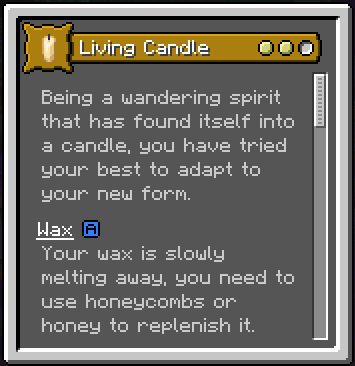 Living Candle
Being a wandering spirit
that has found itself into
a candle, you have tried
your best to adapt to
your new form.
Wax A
Your wax is slowly
melting away, you need to
use honeycombs or
honey to replenish it.